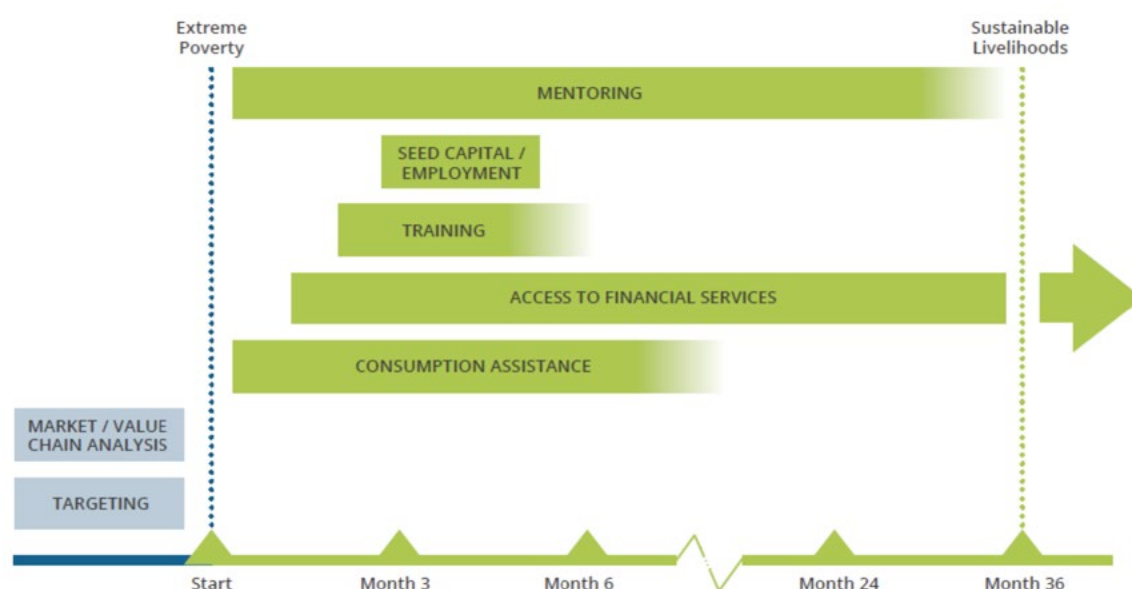 Extreme
Poverty
Sustainable
Livelihoods
MENTORING
SEED CAPITAL /
EMPLOYMENT
TRAINING
ACCESS TO FINANCIAL SERVICES
CONSUMPTION ASSISTANCE
MARKET / VALUE
CHAIN ANALYSIS
TARGETING
Start
Month 3
Month 6
Month 24
Month 36